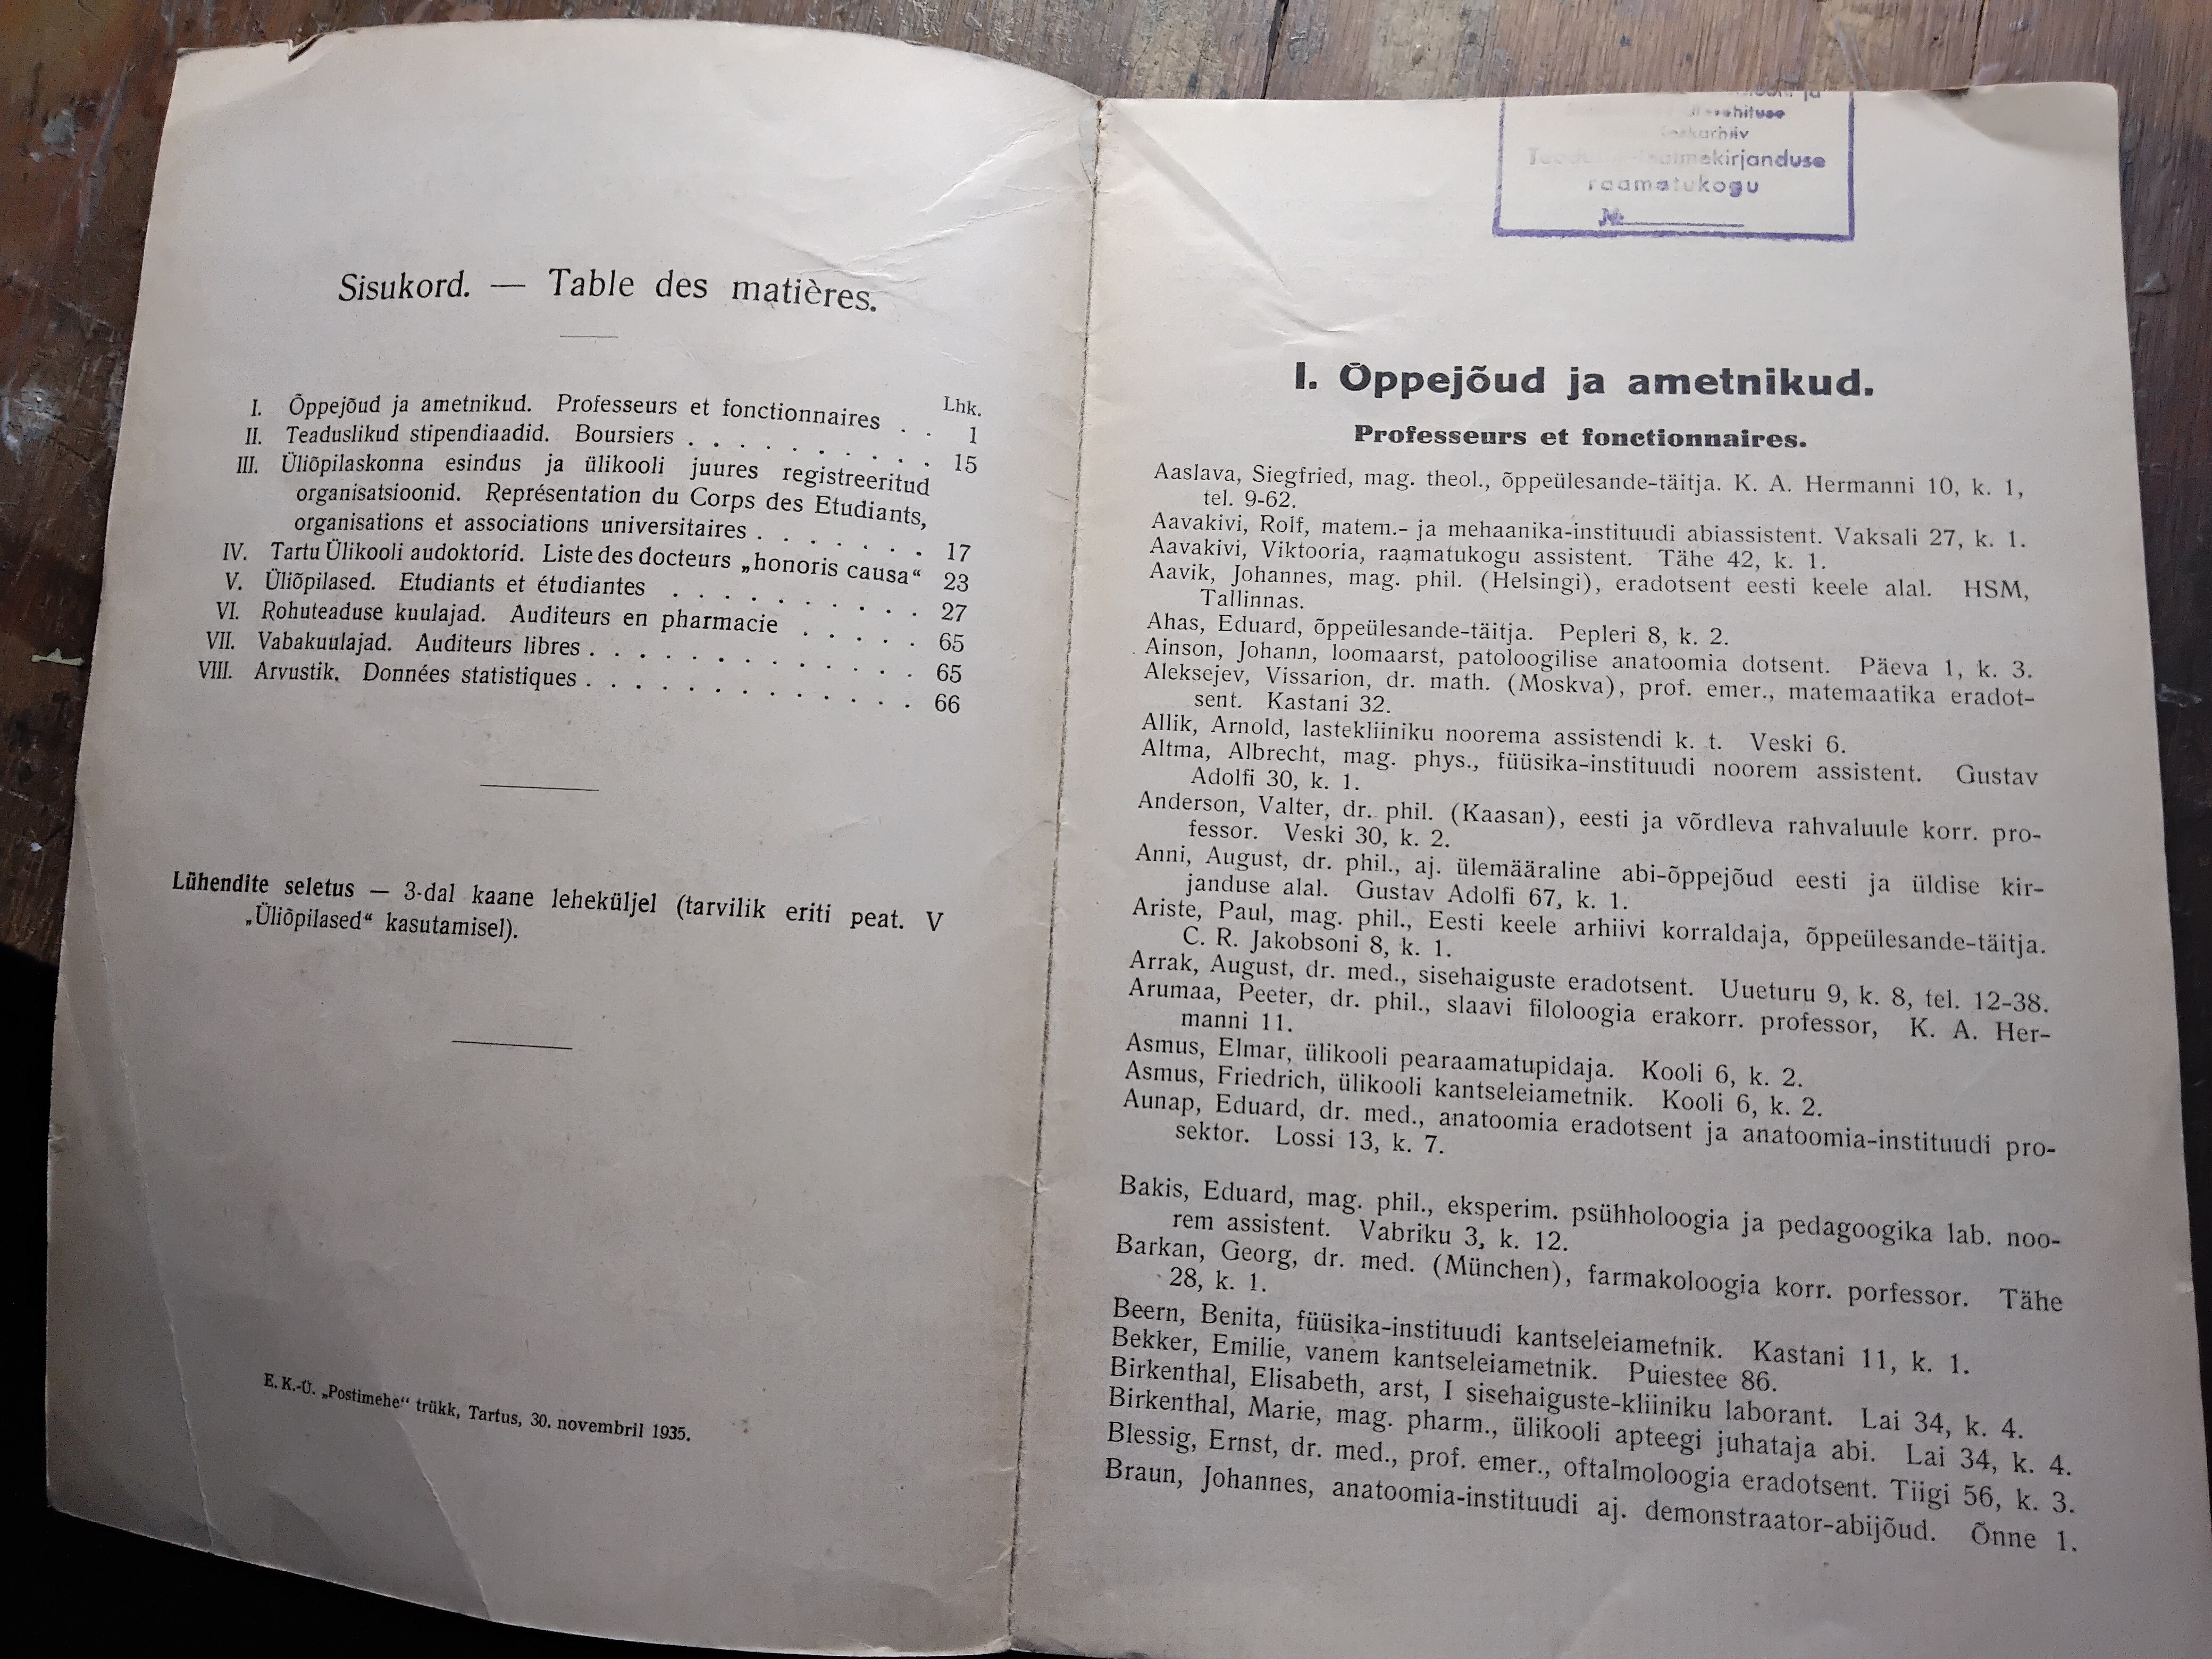 Sisukord. — Table des matières.
Lhk.
I. Õppejõud ja ametnikud. Professeurs et fonctionnaires . . 1
II. Teaduslikud stipendiaadid. Boursiers . . . . . . . . . 15
III. Üliõpilaskonna esindus ja ülikooli juures registreeritud
organisatsioonid. Représentation du Corps des Etudiants,
organisations et associations universitaires . . . . . . . 17
IV. Tartu Ülikooli audoktorid. Liste des docteurs „honoris causa“ 23
V. Üliõpilased. Etudiants et étudiantes . . . . . . . . . . 27
VI. Rohuteaduse kuulajad. Auditeurs en pharmacie . . . . . . 65
VII. Vabakuulajad. Auditeurs libres . . . . . . . . . . . . 65
VIII. Arvustik. Données statistiques . . . . . . . . . . . . 66
Lühendite seletus — 3-dal kaane leheküljel (tarvilik eriti peat. V
„Üliõpilased“ kasutamisel).
E. K.-Ü. „Postimehe“ trükk, Tartus, 30. novembril 1935.
ja
keskarhiiv
raamatukogu
№
I. Õppejõud ja ametnikud.
Professeurs et fonctionnaires.
Aaslava, Siegfried, mag. theol., õppeülesande-täitja. K. A. Hermanni 10, k. 1,
tel. 9-62.
Aavakivi, Rolf, matem.- ja mehaanika-instituudi abiassistent. Vaksali 27, k. 1.
Aavakivi, Viktooria, raamatukogu assistent. Tähe 42, k. 1.
Aavik, Johannes, mag. phil. (Helsingi), eradotsent eesti keele alal. HSM,
Tallinnas.
Ahas, Eduard, õppeülesande-täitja. Pepleri 8, k. 2.
Ainson, Johann, loomaarst, patoloogilise anatoomia dotsent. Päeva 1, k. 3.
Aleksejev, Vissarion, dr. math. (Moskva), prof. emer., matemaatika eradot-
sent. Kastani 32.
Allik, Arnold, lastekliiniku noorema assistendi k. t. Veski 6.
Altma, Albrecht, mag. phys., füüsika-instituudi noorem assistent. Gustav
Adolfi 30, k. 1.
Anderson, Valter, dr. phil. (Kaasan), eesti ja võrdleva rahvaluule korr. pro-
fessor. Veski 30, k. 2.
Anni, August, dr. phil., aj. ülemääraline abi-õppejõud eesti ja üldise kir-
janduse alal. Gustav Adolfi 67, k. 1.
Ariste, Paul, mag. phil., Eesti keele arhiivi korraldaja, õppeülesande-täitja.
C. R. Jakobsoni 8, k. 1.
Arrak, August, dr. med., sisehaiguste eradotsent. Uueturu 9, k. 8, tel. 12-38.
Arumaa, Peeter, dr. phil., slaavi filoloogia erakorr. professor, K. A. Her-
manni 11.
Asmus, Elmar, ülikooli pearaamatupidaja. Kooli 6, k. 2.
Asmus, Friedrich, ülikooli kantseleiametnik. Kooli 6, k. 2.
Aunap, Eduard, dr. med., anatoomia eradotsent ja anatoomia-instituudi pro-
sektor. Lossi 13, k. 7.
Bakis, Eduard, mag. phil., eksperim. psühholoogia ja pedagoogika lab. noo-
rem assistent. Vabriku 3, k. 12.
Barkan, Georg, dr. med. (München), farmakoloogia korr. porfessor. Tähe
28, k. 1.
Beern, Benita, füüsika-instituudi kantseleiametnik. Kastani 11, k. 1.
Bekker, Emilie, vanem kantseleiametnik. Puiestee 86.
Birkenthal, Elisabeth, arst, I sisehaiguste-kliiniku laborant. Lai 34, k. 4.
Birkenthal, Marie, mag. pharm., ülikooli apteegi juhataja abi. Lai 34, k. 4.
Blessig, Ernst, dr. med., prof. emer., oftalmoloogia eradotsent. Tiigi 56, k. 3.
Braun, Johannes, anatoomia-instituudi aj. demonstraator-abijõud. Õnne 1.